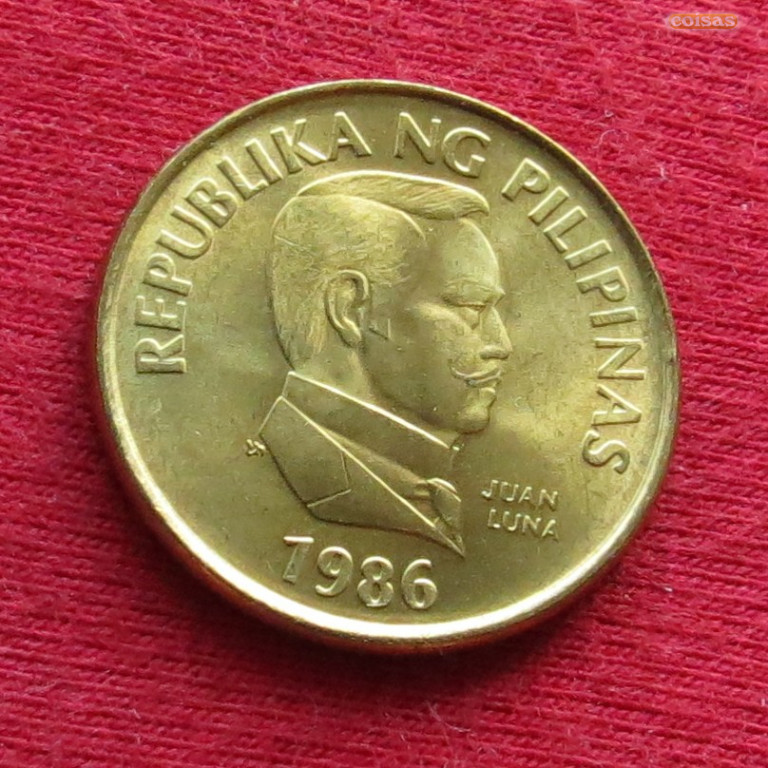 coisas
REPUBLIKA NG PILIPINAS
JUAN
LUNA
1986